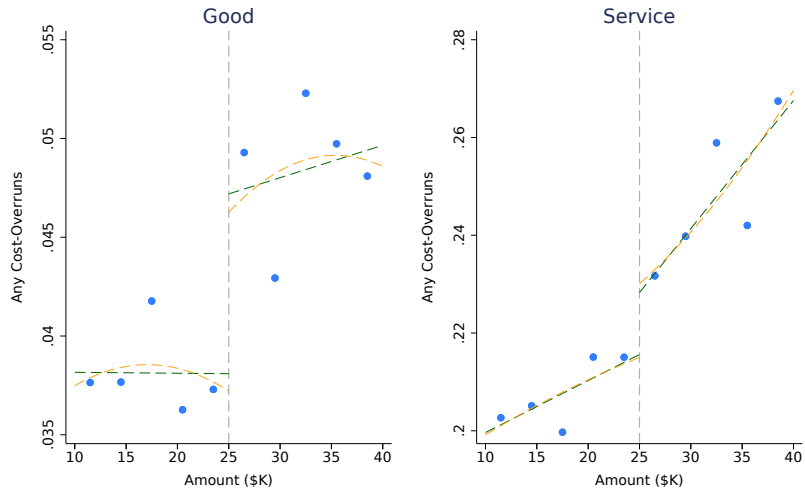 Good
Any Cost-Overruns
.055
.05
.045
.04
.035
10 15 20 25 30 35 40
Amount ($K)
Service
Any Cost-Overruns
.28
.26
.24
.22
.2
10 15 20 25 30 35 40
Amount ($K)